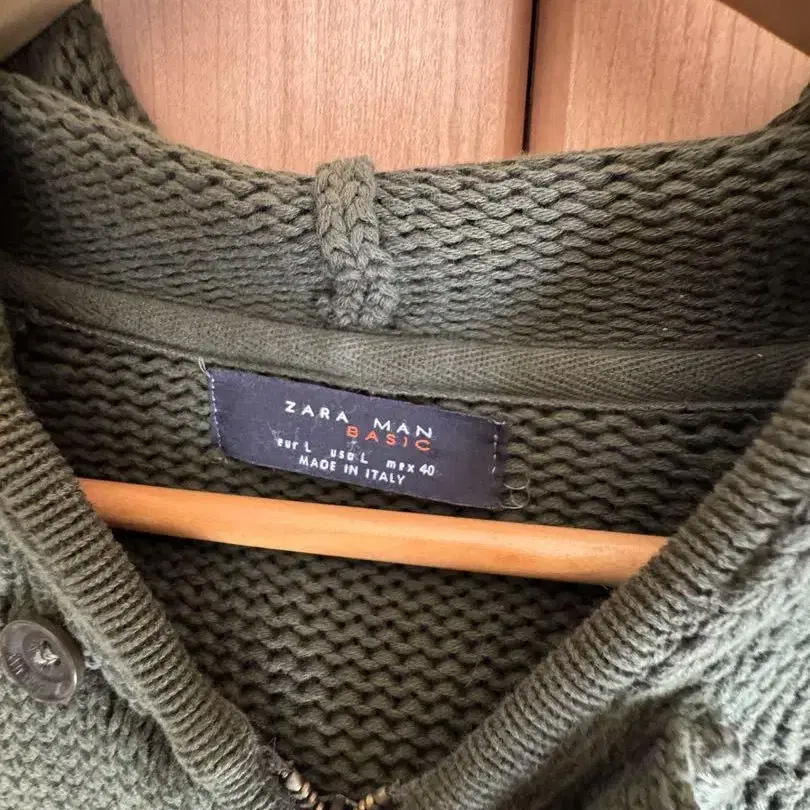 ZARA MAN
BASIC
eur L usa L mex 40
MADE IN ITALY